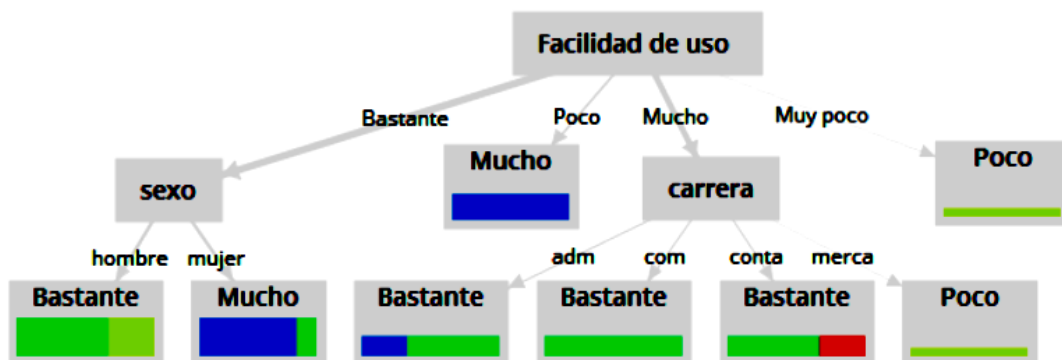 Facilidad de uso
Bastante
Poco
Mucho
Muy poco
sexo
Mucho
carrera
Poco
hombre
mujer
adm
com
conta
merca
Bastante
Mucho
Bastante
Bastante
Bastante
Poco